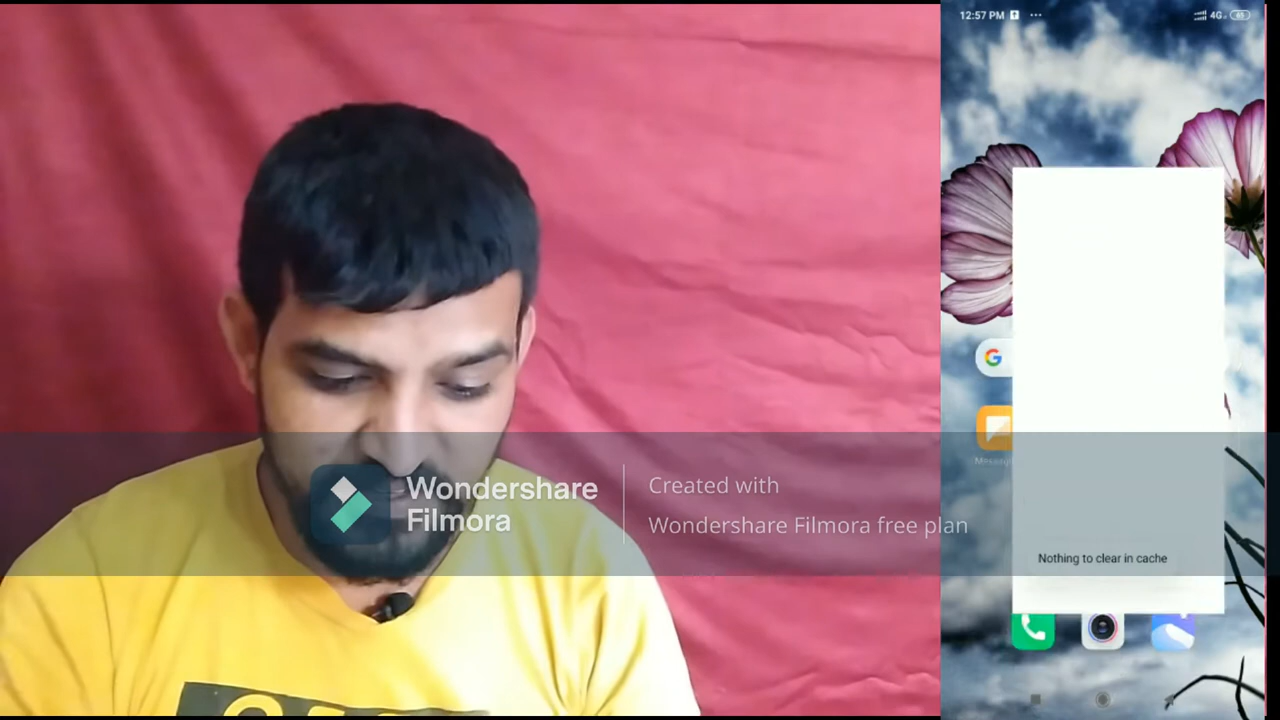 12:57 PM
4G
Wondershare
Filmora
Created with
Wondershare Filmora free plan
Nothing to clear in cache